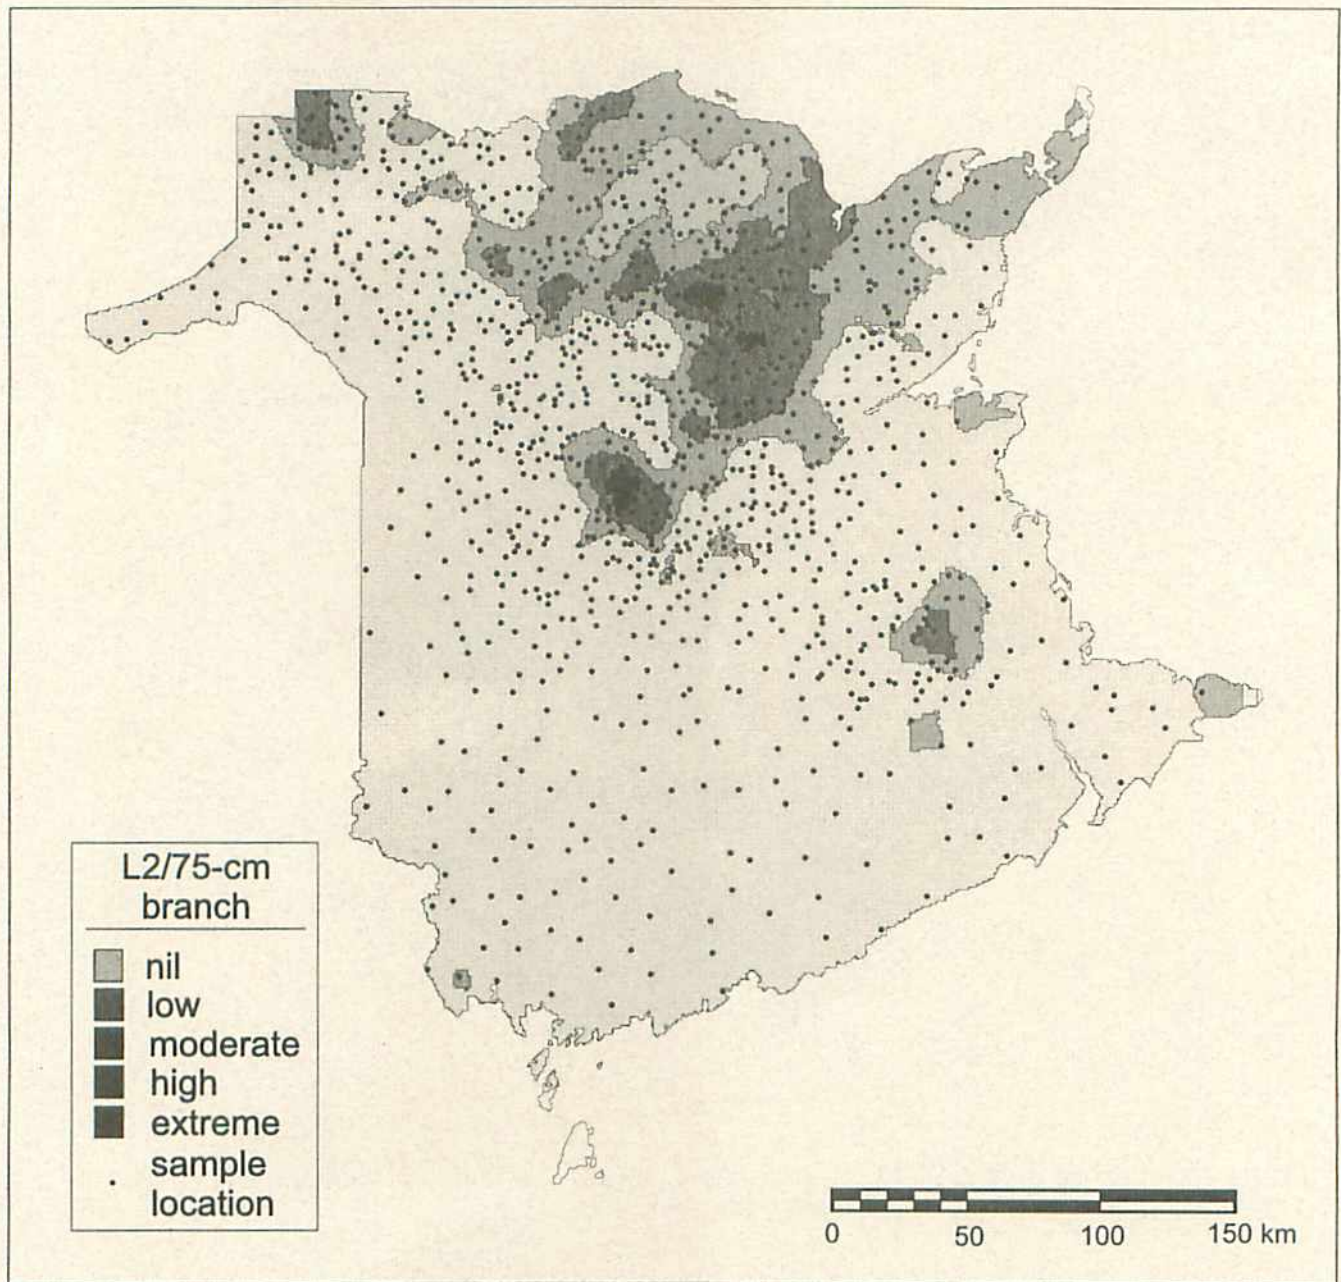 L2/75-cm
branch
nil
low
moderate
high
extreme
sample
location
0 50 100 150 km